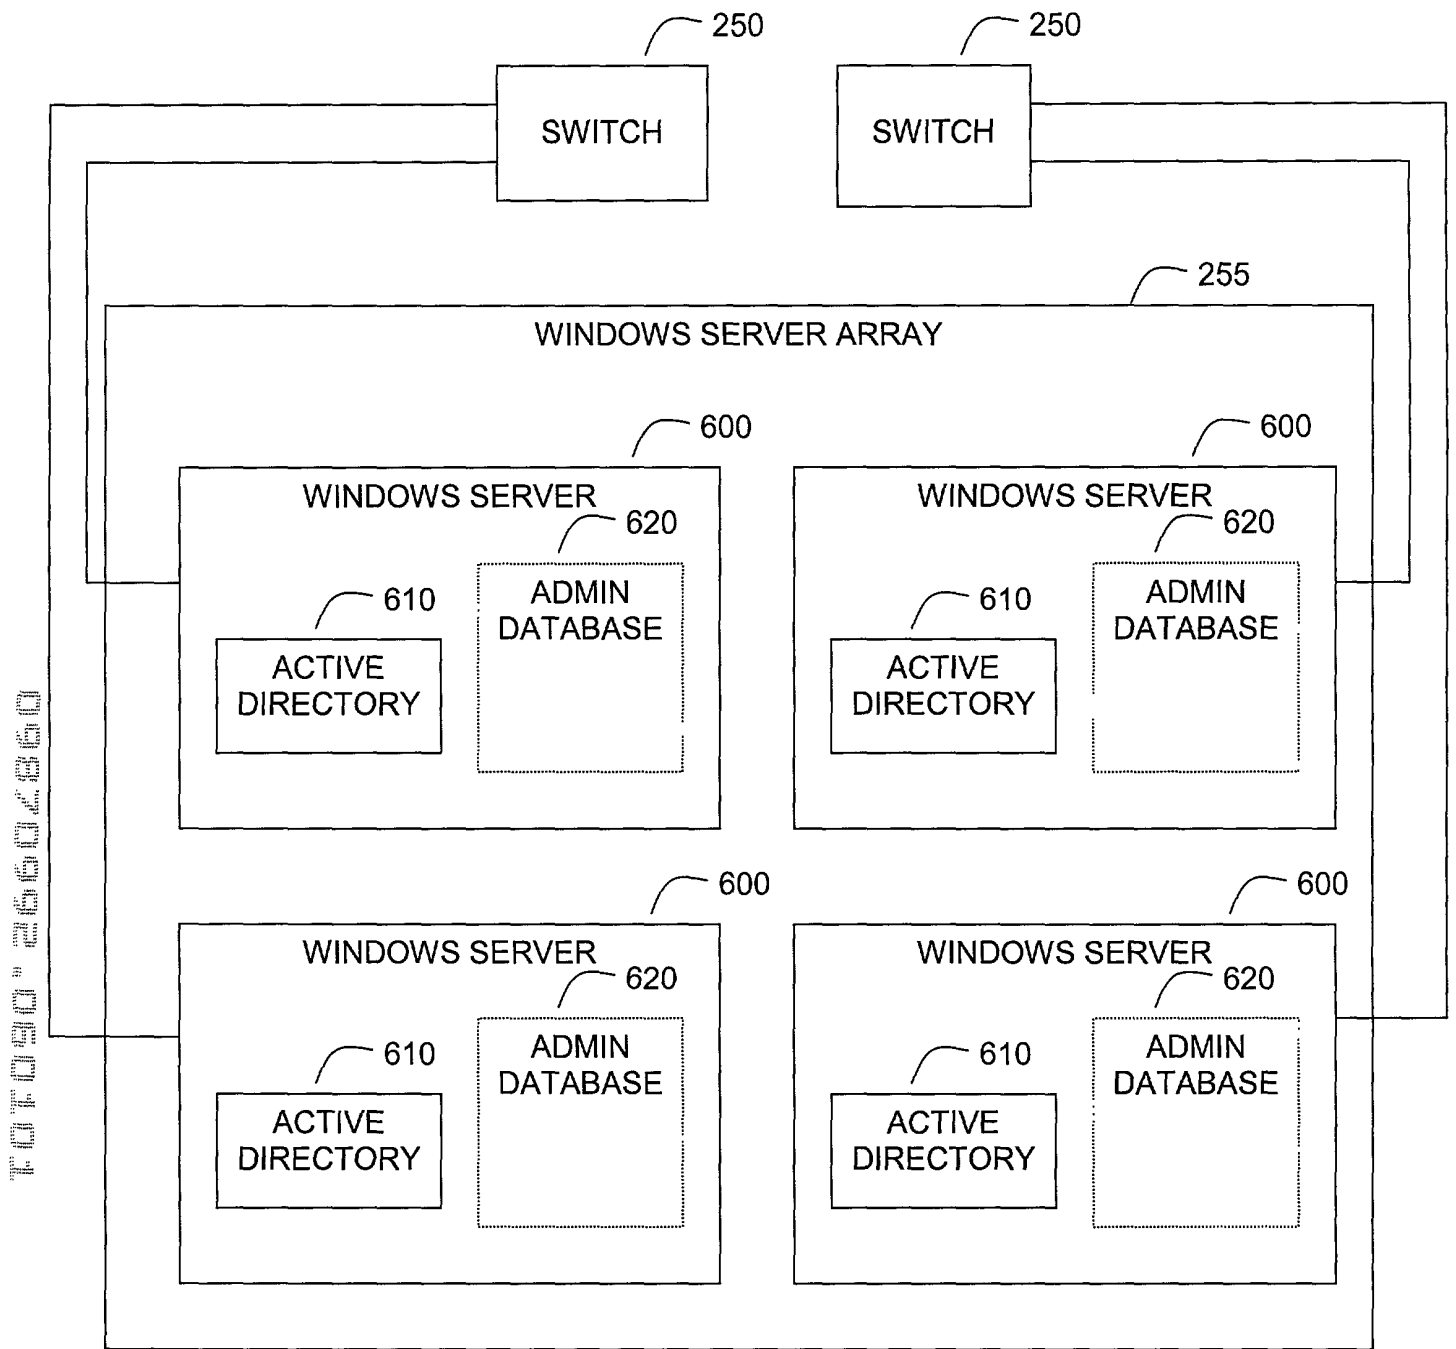 250
250
SWITCH
SWITCH
255
WINDOWS SERVER ARRAY
600
600
WINDOWS SERVER
620
610
ADMIN
DATABASE
ACTIVE
DIRECTORY
WINDOWS SERVER
620
610
ADMIN
DATABASE
ACTIVE
DIRECTORY
600
600
WINDOWS SERVER
620
610
ADMIN
DATABASE
ACTIVE
DIRECTORY
WINDOWS SERVER
620
610
ADMIN
DATABASE
ACTIVE
DIRECTORY
09870992 .060101